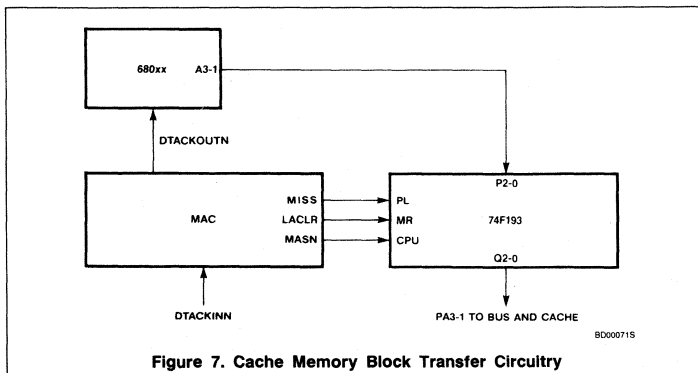 680xx A3-1
DTACKOUTN
P2-0
MISS PL
MAC LACLR MR 74F193
MASN CPU
Q2-0
DTACKINN PA3-1 TO BUS AND CACHE
BD00071S
Figure 7. Cache Memory Block Transfer Circuitry